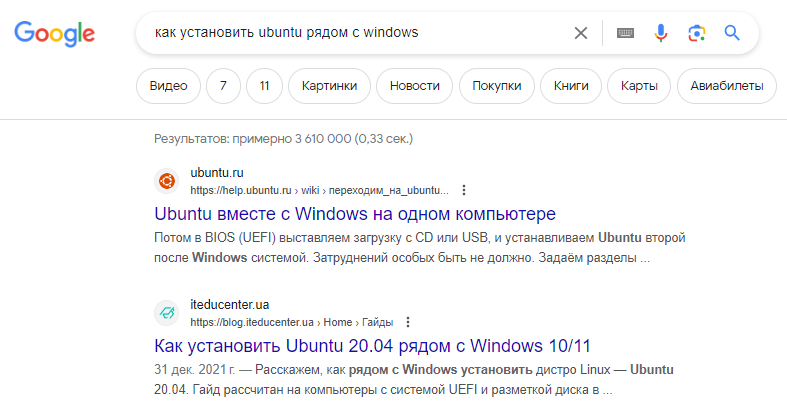 Google
как установить ubuntu рядом с windows
Видео 7 11 Картинки Новости Покупки Книги Карты Авиабилеты
Результатов: примерно 3 610 000 (0,33 сек.)
ubuntu.ru
https://help.ubuntu.ru › wiki › переходим_на_ubuntu...
Ubuntu вместе с Windows на одном компьютере
Потом в BIOS (UEFI) выставляем загрузку с CD или USB, и устанавливаем Ubuntu второй
после Windows системой. Затруднений особых быть не должно. Задаём разделы ...
iteducenter.ua
https://blog.iteducenter.ua › Home › Гайды
Как установить Ubuntu 20.04 рядом с Windows 10/11
31 дек. 2021 г. — Расскажем, как рядом с Windows установить дистро Linux — Ubuntu
20.04. Гайд рассчитан на компьютеры с системой UEFI и разметкой диска в ...